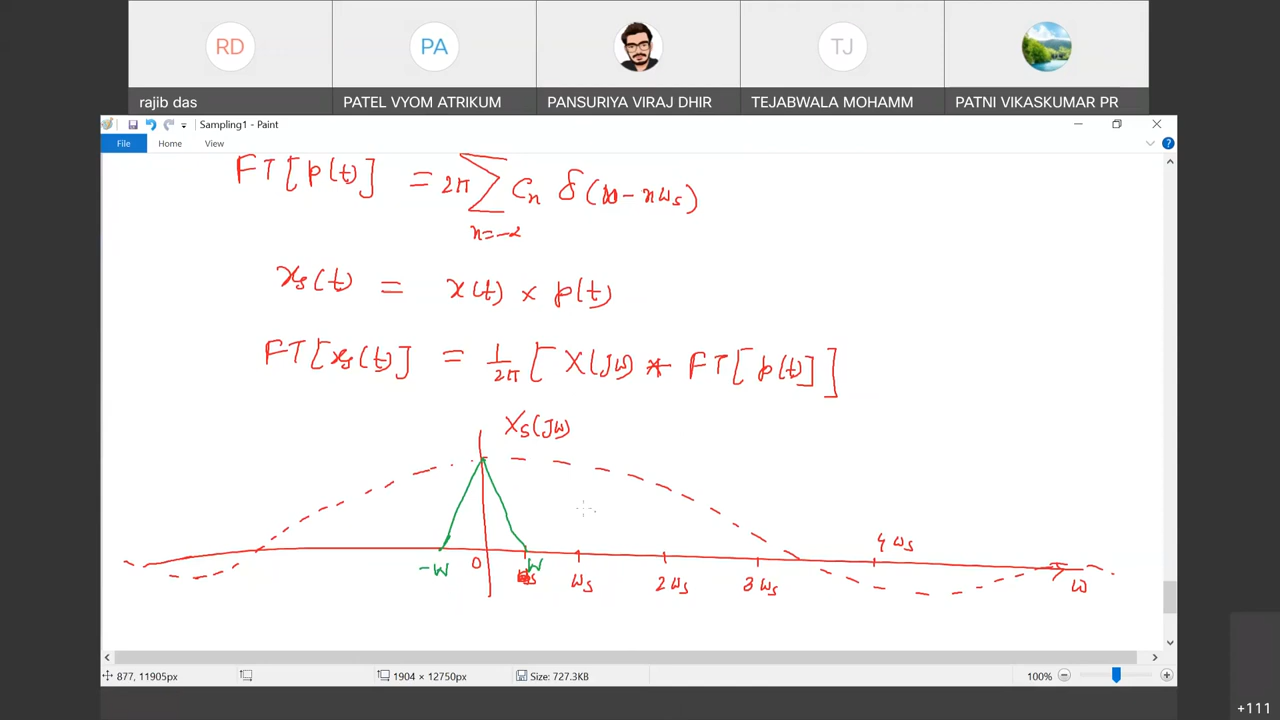 RD
PA
TJ
rajib das
PATEL VYOM ATRIKUM
PANSURIYA VIRAJ DHIR
TEJABWALA MOHAMM
PATNI VIKASKUMAR PR
Sampling1 - Paint
File Home View
FT[p(t)] = 2π∑ Cn δ(ω-nωs)
n=-∞
xs(t) = x(t) × p(t)
FT[xs(t)] = 1/2π [X(jω) * FT[p(t)]]
Xs(jω)
4ωs
-W 0 W ωs 2ωs 3ωs ω
877, 11905px
1904 × 12750px
Size: 727.3KB
100%
+111